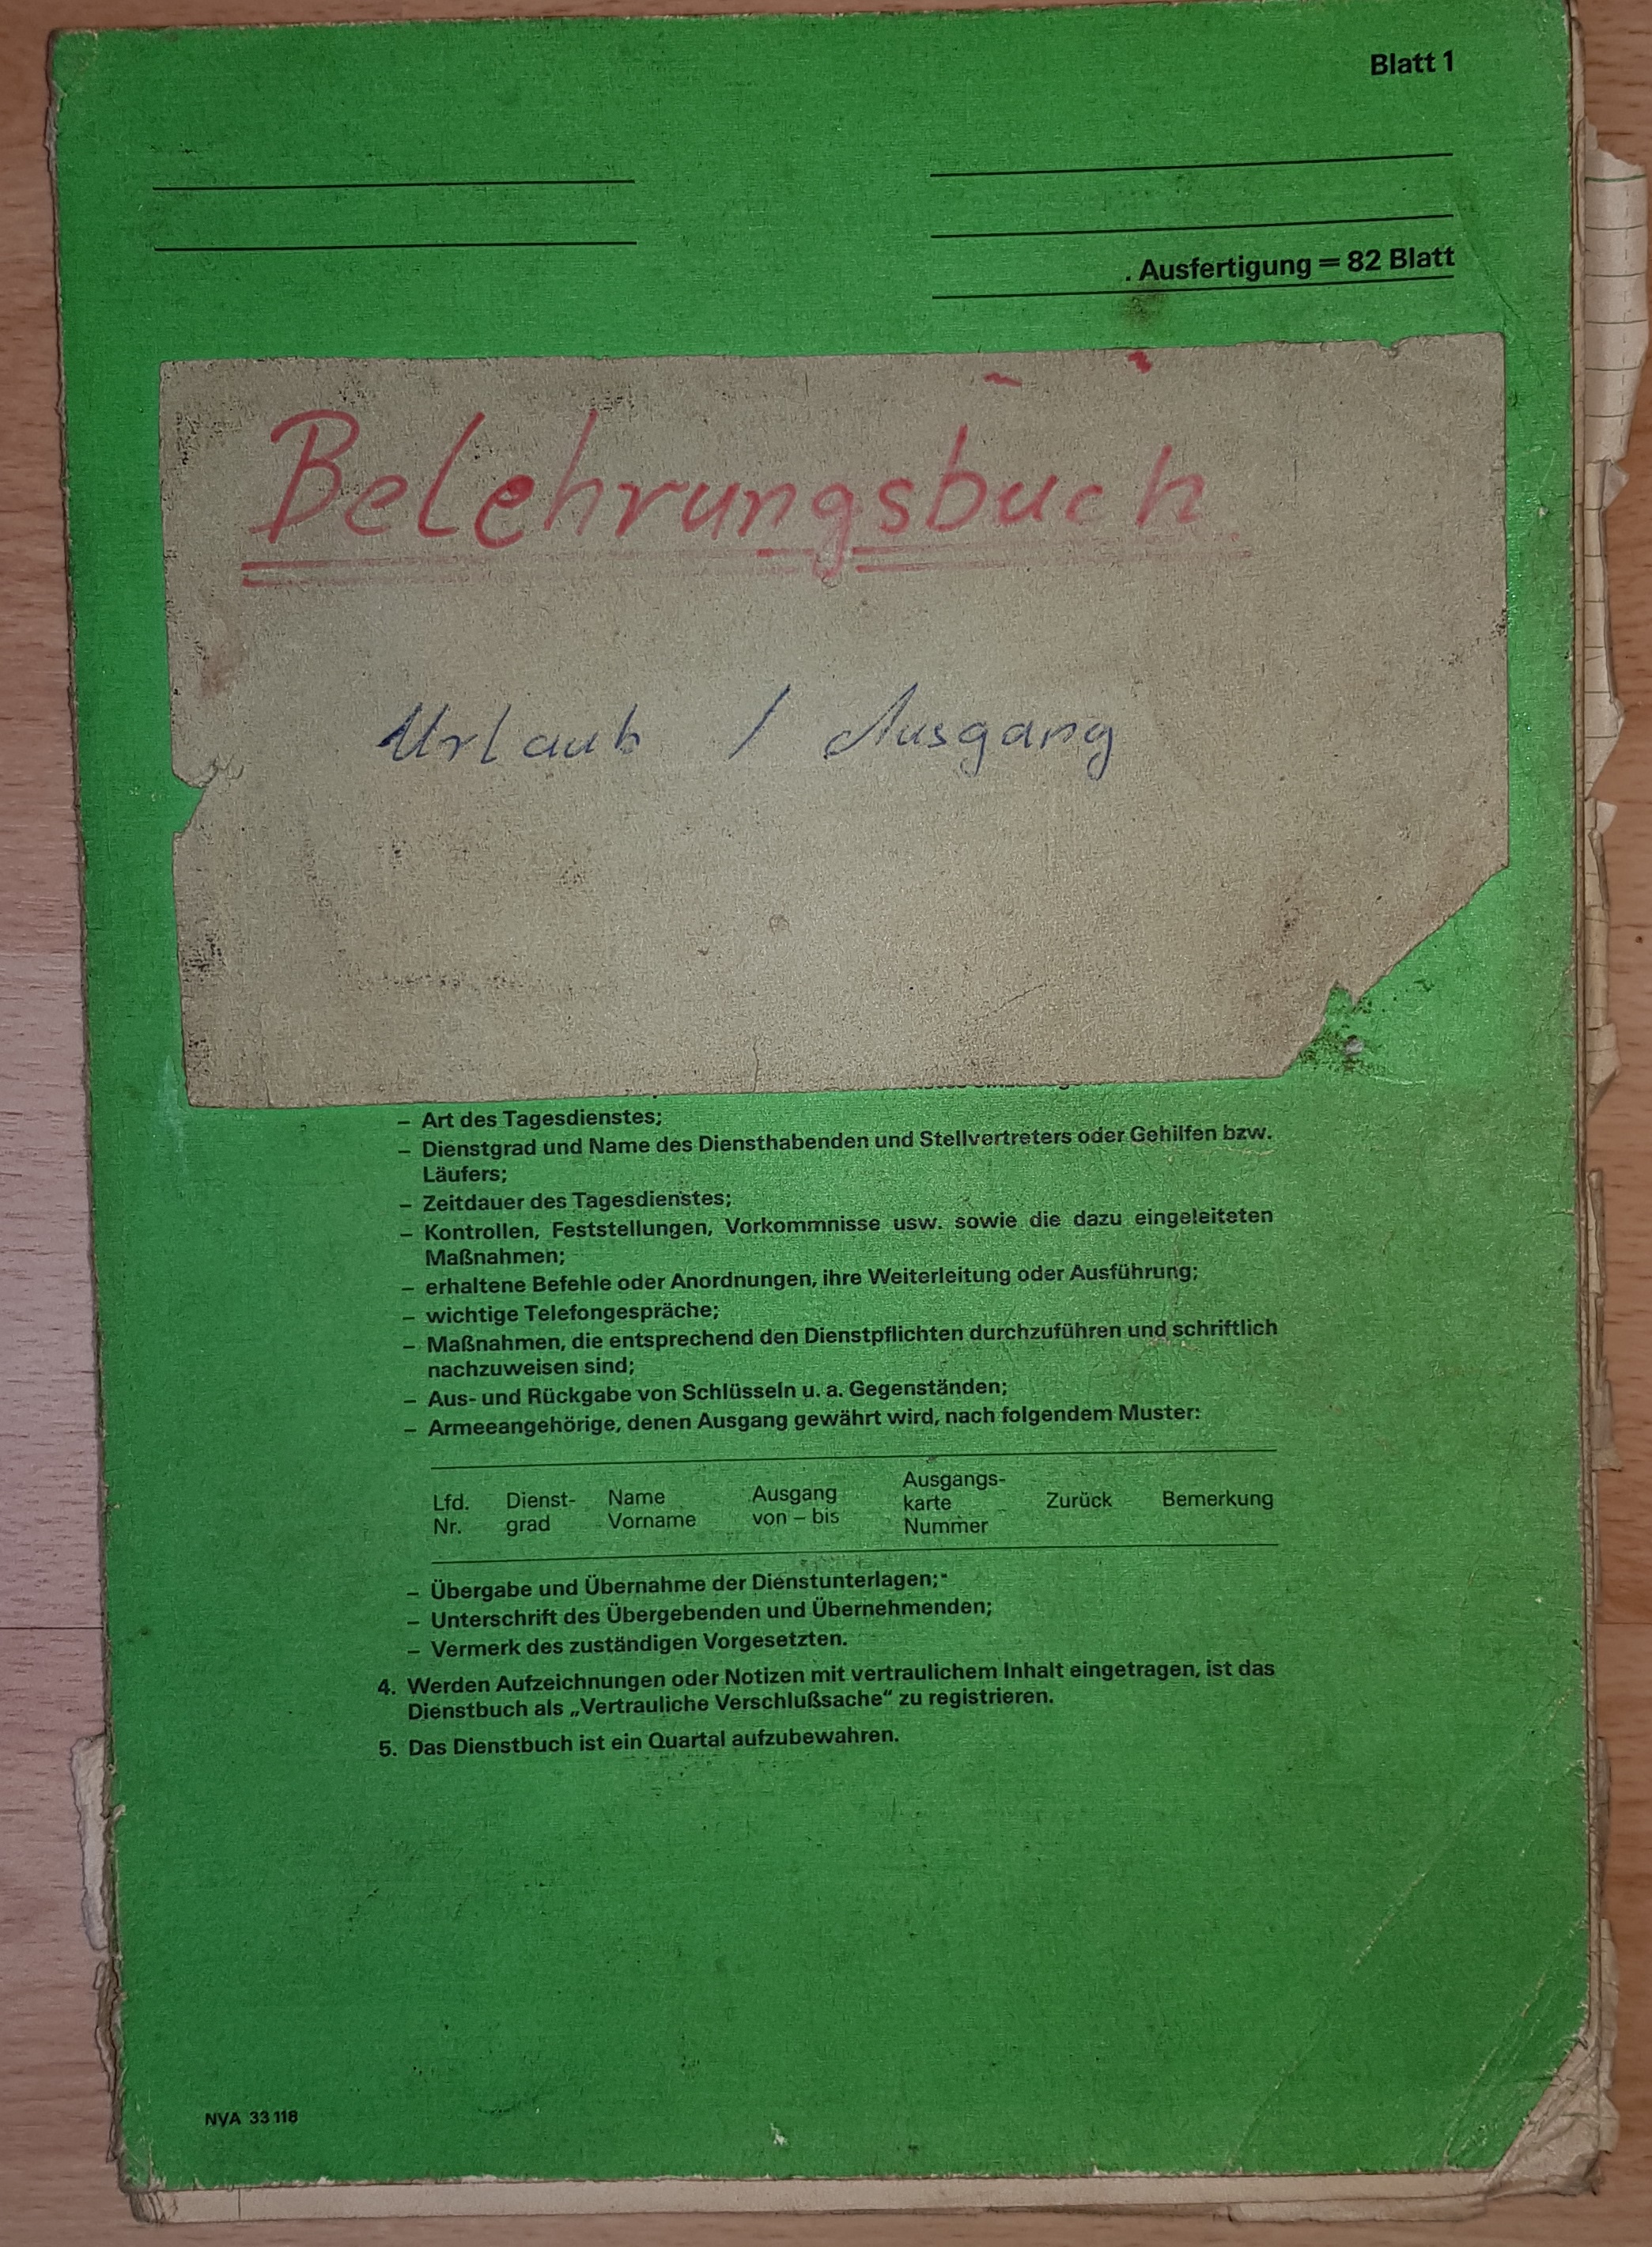 Blatt 1
. Ausfertigung = 82 Blatt
Belehrungsbuch
Urlaub / Ausgang
– Art des Tagesdienstes;
– Dienstgrad und Name des Diensthabenden und Stellvertreters oder Gehilfen bzw.
Läufers;
– Zeitdauer des Tagesdienstes;
– Kontrollen, Feststellungen, Vorkommnisse usw. sowie die dazu eingeleiteten
Maßnahmen;
– erhaltene Befehle oder Anordnungen, ihre Weiterleitung oder Ausführung;
– wichtige Telefongespräche;
– Maßnahmen, die entsprechend den Dienstpflichten durchzuführen und schriftlich
nachzuweisen sind;
– Aus- und Rückgabe von Schlüsseln u. a. Gegenständen;
– Armeeangehörige, denen Ausgang gewährt wird, nach folgendem Muster:
Lfd. Nr.
Dienst-
grad
Name
Vorname
Ausgang
von – bis
Ausgangs-
karte
Nummer
Zurück
Bemerkung
– Übergabe und Übernahme der Dienstunterlagen;
– Unterschrift des Übergebenden und Übernehmenden;
– Vermerk des zuständigen Vorgesetzten.
4. Werden Aufzeichnungen oder Notizen mit vertraulichem Inhalt eingetragen, ist das
Dienstbuch als „Vertrauliche Verschlußsache“ zu registrieren.
5. Das Dienstbuch ist ein Quartal aufzubewahren.
NVA 33 118